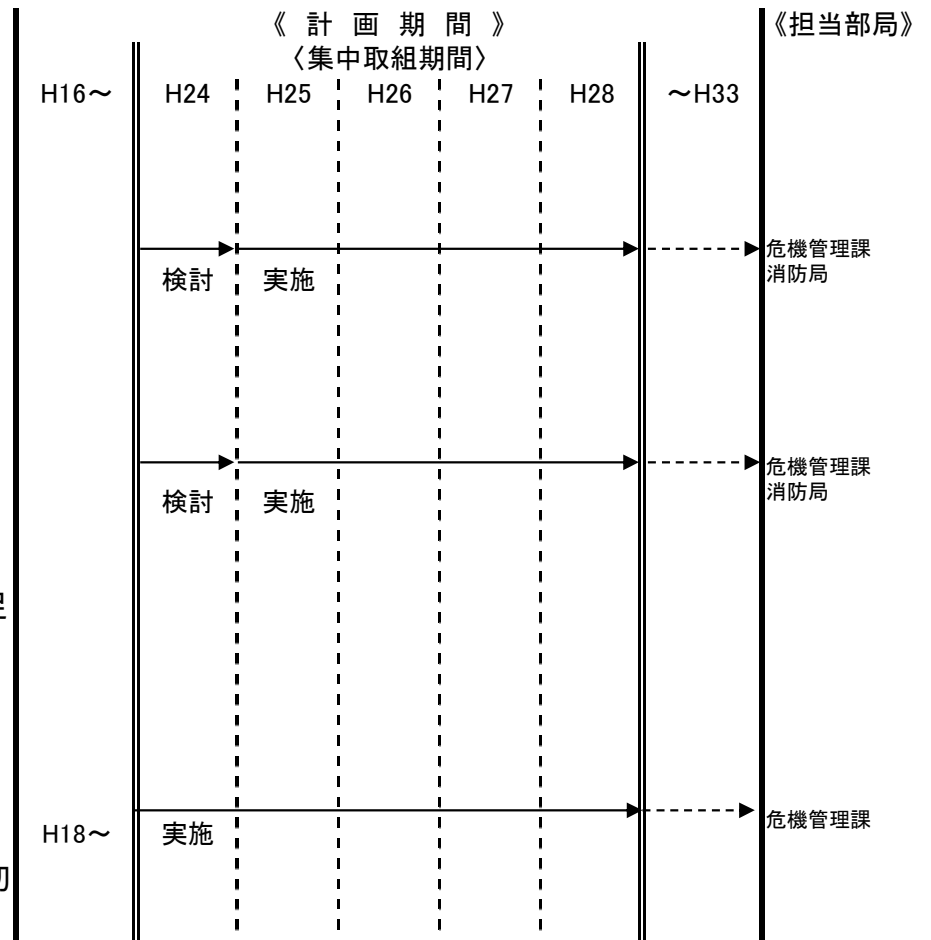 《 計 画 期 間 》 《担当部局》
〈集中取組期間〉
H16～ H24 H25 H26 H27 H28 ～H33
危機管理課
消防局
検討 実施
危機管理課
消防局
検討 実施
危機管理課
H18～ 実施